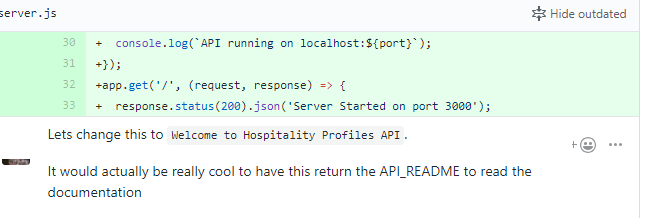 server.js Hide outdated
30 + console.log(`API running on localhost:${port}`);
31 +});
32 +app.get('/', (request, response) => {
33 + response.status(200).json('Server Started on port 3000');
Lets change this to Welcome to Hospitality Profiles API.
It would actually be really cool to have this return the API_README to read the
documentation